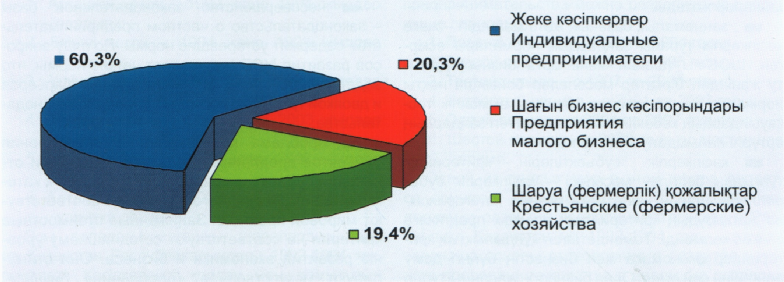 60,3%
20,3%
19,4%
Жеке кәсіпкерлер
Индивидуальные
предприниматели
Шағын бизнес кәсіпорындары
Предприятия
малого бизнеса
Шаруа (фермерлік) қожалықтар
Крестьянские (фермерские)
хозяйства